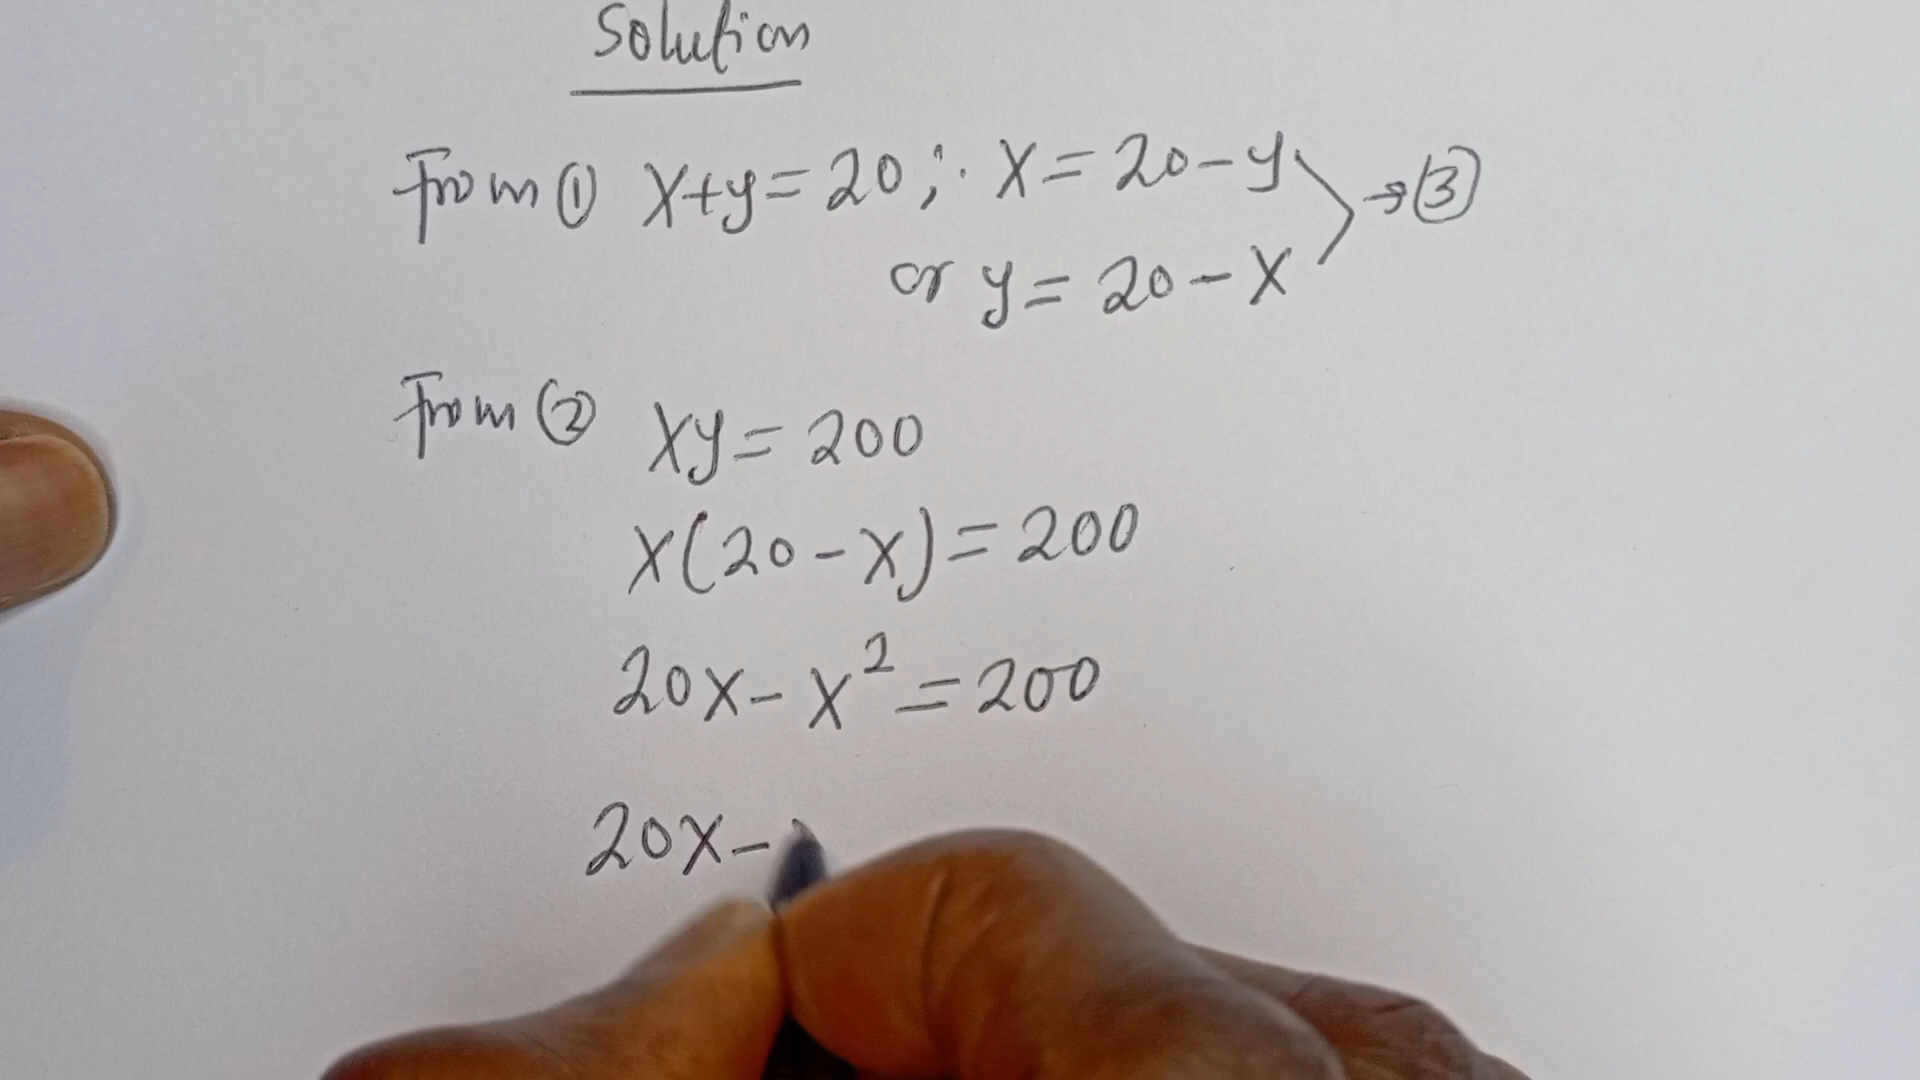 Solution
From ① x+y=20; ∴ x=20-y
or y=20-x → ③
From ② xy=200
x(20-x)=200
20x-x²=200
20x-